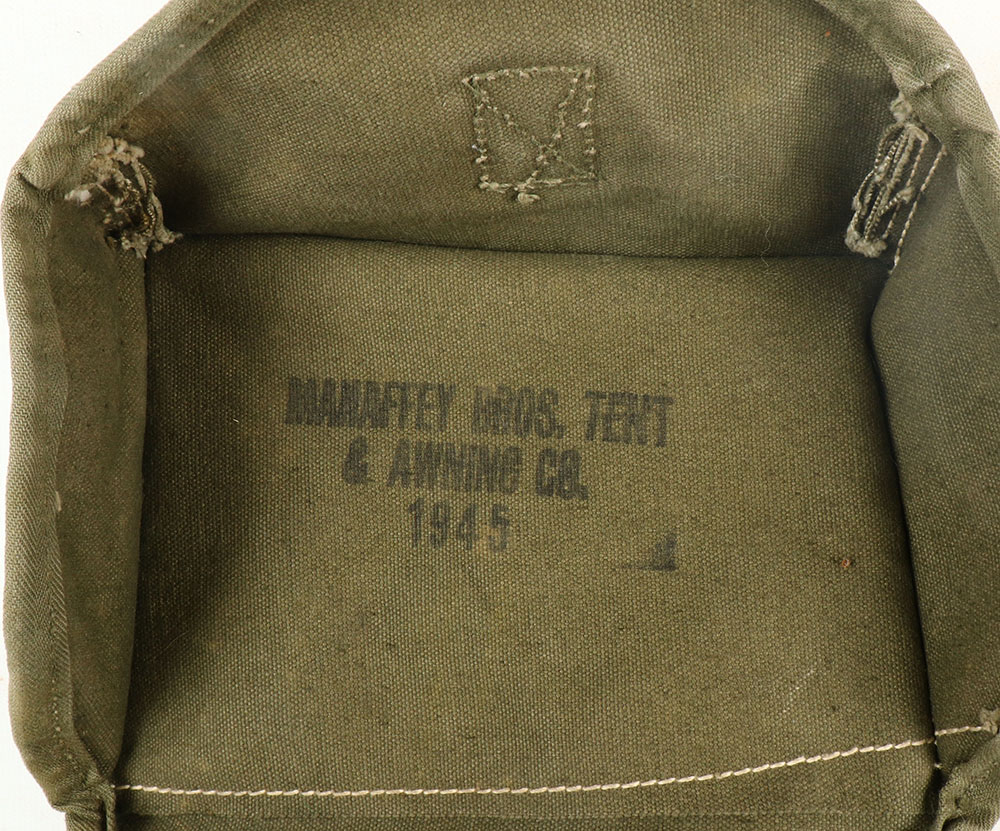 MAHAFFEY BROS. TENT
& AWNING CO.
1945